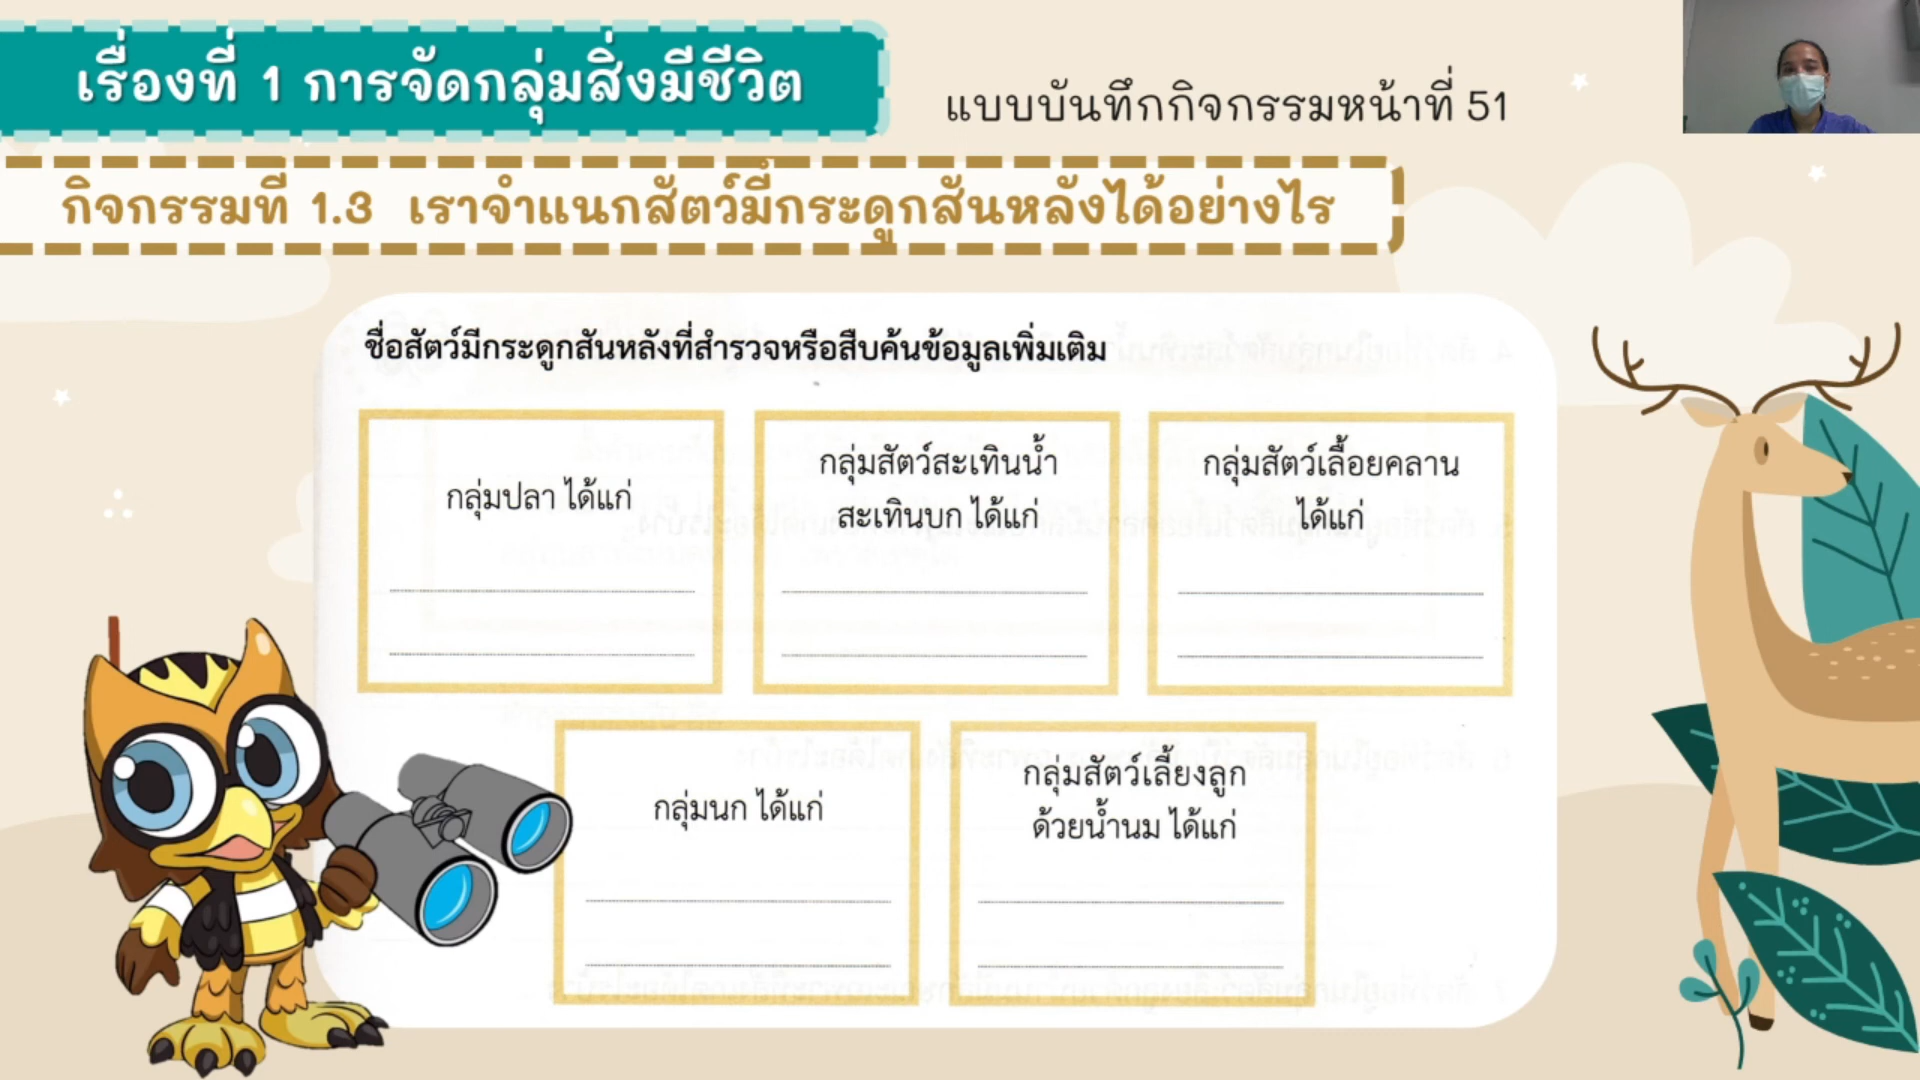 เรื่องที่ 1 การจัดกลุ่มสิ่งมีชีวิต
แบบบันทึกกิจกรรมหน้าที่ 51
กิจกรรมที่ 1.3 เราจำแนกสัตว์มีกระดูกสันหลังได้อย่างไร
ชื่อสัตว์มีกระดูกสันหลังที่สำรวจหรือสืบค้นข้อมูลเพิ่มเติม
กลุ่มปลา ได้แก่
กลุ่มสัตว์สะเทินน้ำ
สะเทินบก ได้แก่
กลุ่มสัตว์เลื้อยคลาน
ได้แก่
กลุ่มนก ได้แก่
กลุ่มสัตว์เลี้ยงลูก
ด้วยน้ำนม ได้แก่